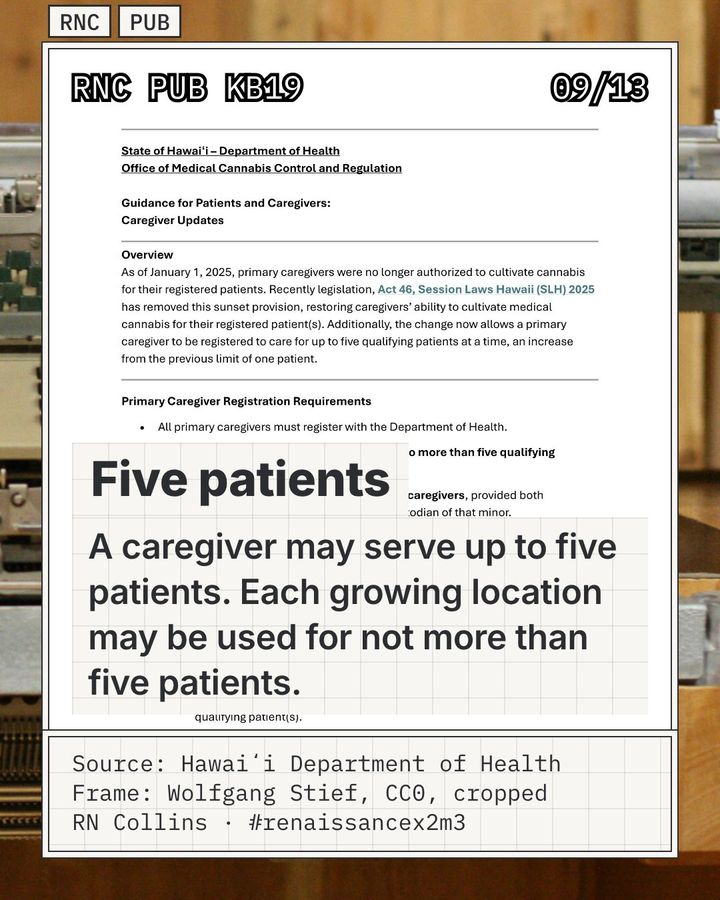 RNC PUB
RNC PUB KB19 09/13
State of Hawaiʻi – Department of Health
Office of Medical Cannabis Control and Regulation
Guidance for Patients and Caregivers:
Caregiver Updates
Overview
As of January 1, 2025, primary caregivers were no longer authorized to cultivate cannabis
for their registered patients. Recently legislation, Act 46, Session Laws Hawaii (SLH) 2025
has removed this sunset provision, restoring caregivers’ ability to cultivate medical
cannabis for their registered patient(s). Additionally, the change now allows a primary
caregiver to be registered to care for up to five qualifying patients at a time, an increase
from the previous limit of one patient.
Primary Caregiver Registration Requirements
• All primary caregivers must register with the Department of Health.
o more than five qualifying
caregivers, provided both
todian of that minor.
Five patients
A caregiver may serve up to five
patients. Each growing location
may be used for not more than
five patients.
qualifying patient(s).
Source: Hawaiʻi Department of Health
Frame: Wolfgang Stief, CC0, cropped
RN Collins · #renaissancex2m3